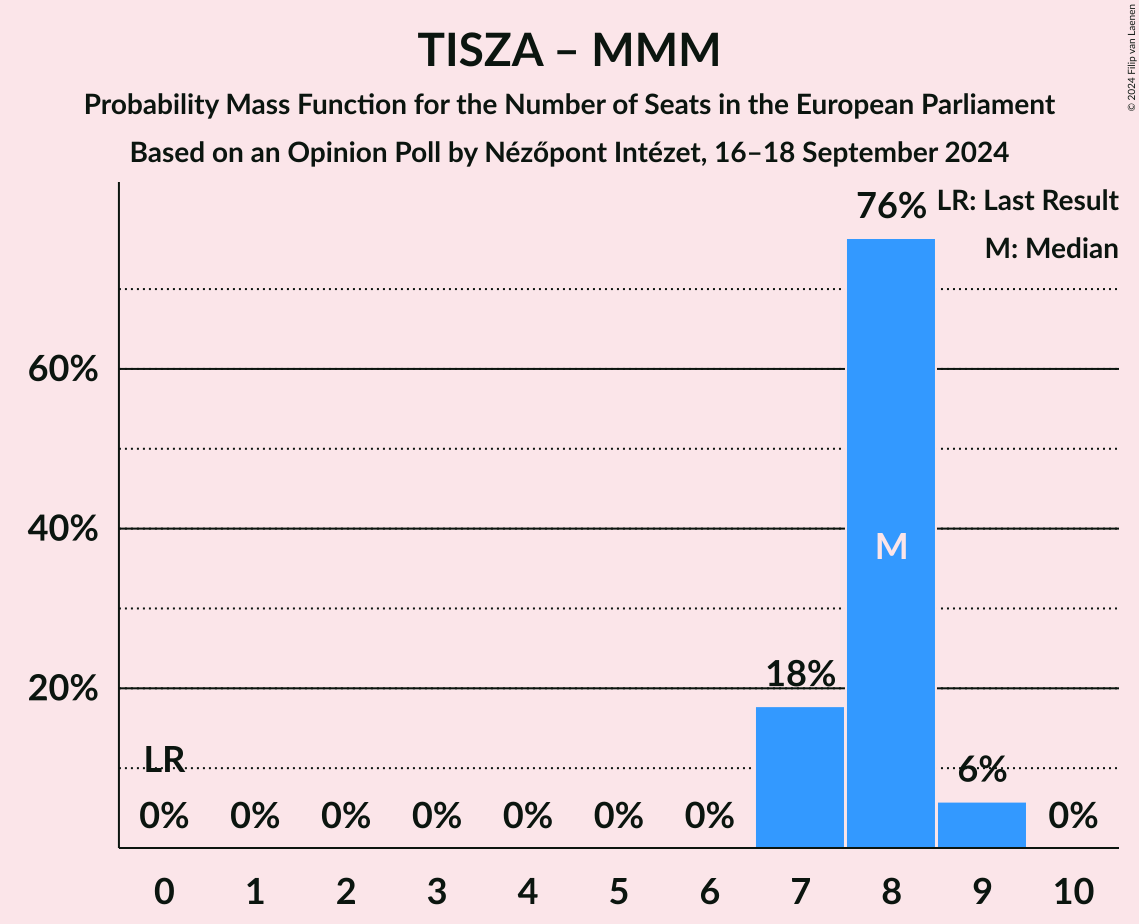 TISZA – MMM
Probability Mass Function for the Number of Seats in the European Parliament
Based on an Opinion Poll by Nézőpont Intézet, 16–18 September 2024
© 2024 Filip van Laenen
LR: Last Result
M: Median
60%
40%
20%
LR
0% 0% 0% 0% 0% 0% 0% 18% 76% 6% 0%
M
0 1 2 3 4 5 6 7 8 9 10